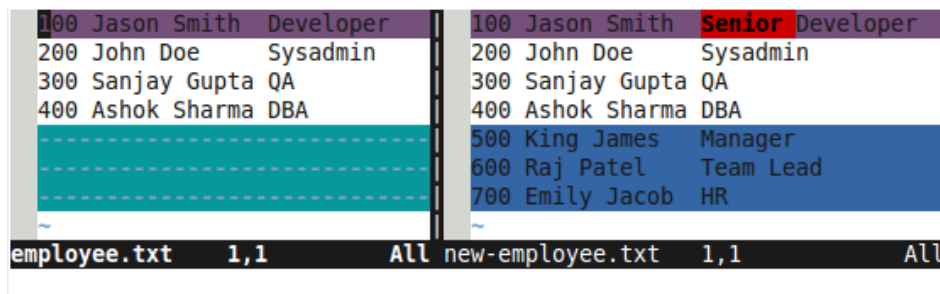 100 Jason Smith  Developer | 100 Jason Smith  Senior Developer
200 John Doe     Sysadmin | 200 John Doe     Sysadmin
300 Sanjay Gupta QA | 300 Sanjay Gupta QA
400 Ashok Sharma DBA | 400 Ashok Sharma DBA
----------------------------- | 500 King James   Manager
----------------------------- | 600 Raj Patel    Team Lead
----------------------------- | 700 Emily Jacob  HR
~ | ~
employee.txt    1,1         All new-employee.txt   1,1            All